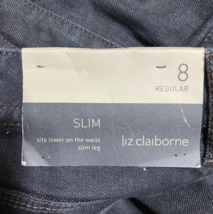 8
REGULAR
SLIM
sits lower on the waist
slim leg
liz claiborne